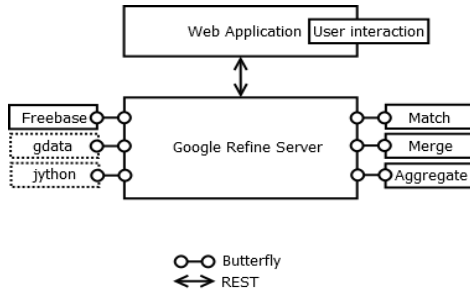 Web Application
User interaction
Freebase
gdata
jython
Google Refine Server
Match
Merge
Aggregate
Butterfly
REST